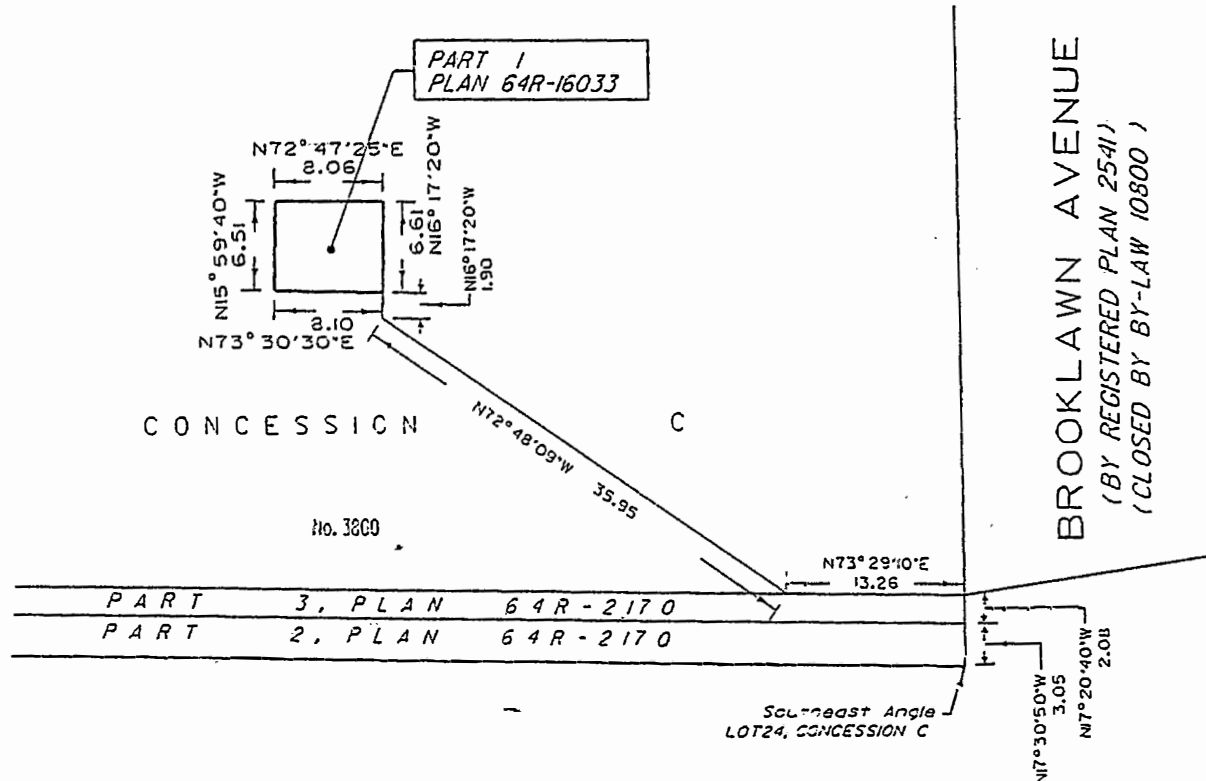 PART 1
PLAN 64R-16033
N72°47'25"E
8.06
N15°59'40"W
6.51
6.61
N16°17'20"W
N16°17'20"W
1.90
8.10
N73°30'30"E
CONCESSION C
N72°48'09"W 35.95
No. 3800
N73°29'10"E
13.26
PART 3, PLAN 64R-2170
PART 2, PLAN 64R-2170
BROOKLAWN AVENUE
(BY REGISTERED PLAN 2541)
(CLOSED BY BY-LAW 10800)
N17°20'40"W
2.08
N17°30'50"W
3.05
Southeast Angle
LOT24, CONCESSION C